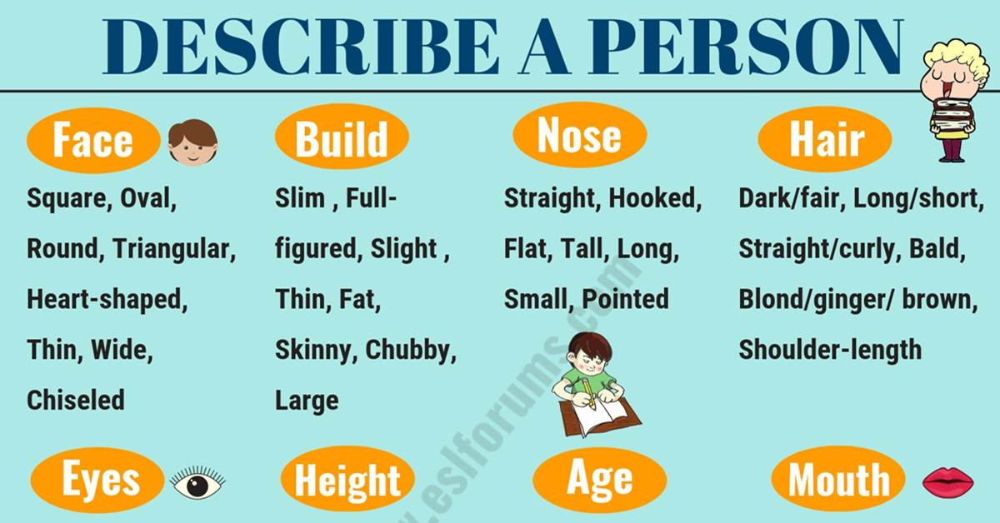 DESCRIBE A PERSON
Face
Square, Oval,
Round, Triangular,
Heart-shaped,
Thin, Wide,
Chiseled
Build
Slim , Full-
figured, Slight ,
Thin, Fat,
Skinny, Chubby,
Large
Nose
Straight, Hooked,
Flat, Tall, Long,
Small, Pointed
Hair
Dark/fair, Long/short,
Straight/curly, Bald,
Blond/ginger/ brown,
Shoulder-length
Eyes
Height
Age
Mouth
w.eslforums.com